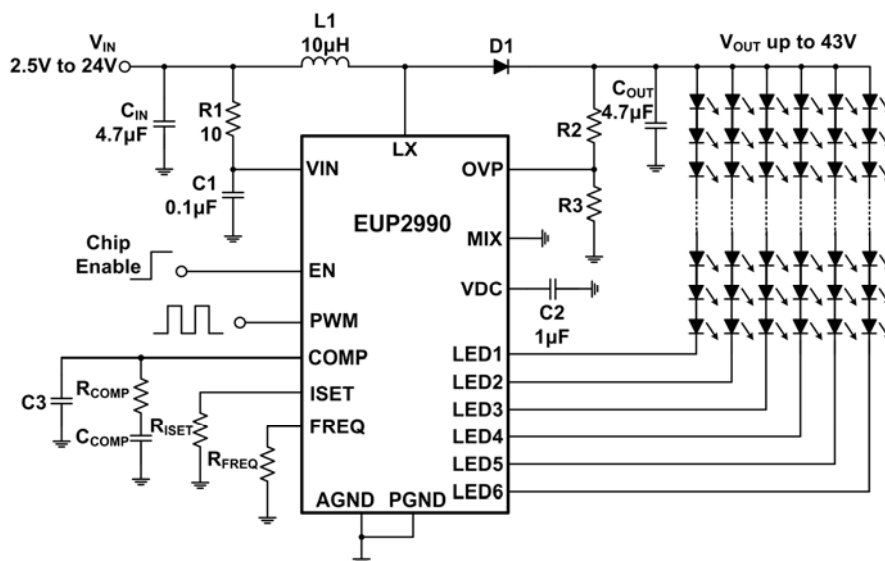 L1
10µH
VIN
2.5V to 24V
D1
VOUT up to 43V
CIN
4.7µF
R1
10
COUT
4.7µF
R2
LX
VIN
OVP
C1
0.1µF
R3
EUP2990
MIX
Chip
Enable
EN
VDC
C2
1µF
PWM
COMP
LED1
RCOMP
C3
ISET
LED2
RISET
LED3
FREQ
CCOMP
LED4
RFREQ
LED5
LED6
AGND
PGND